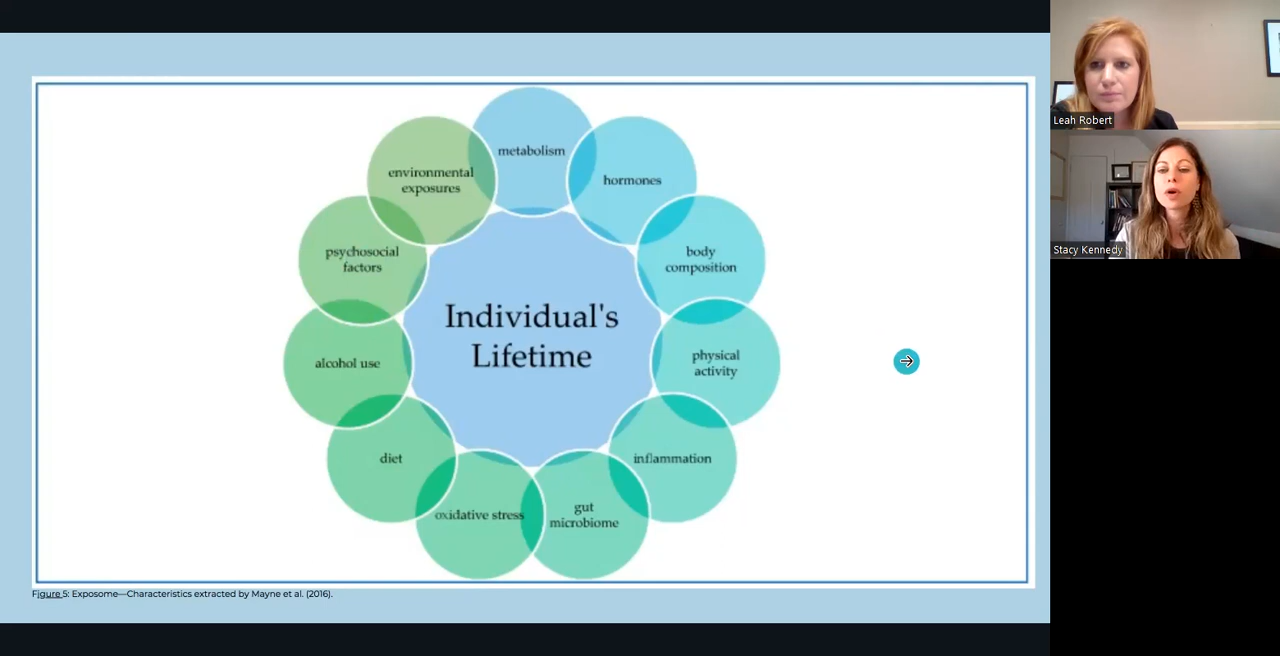 metabolism
hormones
body
composition
physical
activity
inflammation
gut
microbiome
oxidative stress
diet
alcohol use
psychosocial
factors
environmental
exposures
Individual's
Lifetime
Figure 5: Exposome—Characteristics extracted by Mayne et al. (2016).
Leah Robert
Stacy Kennedy